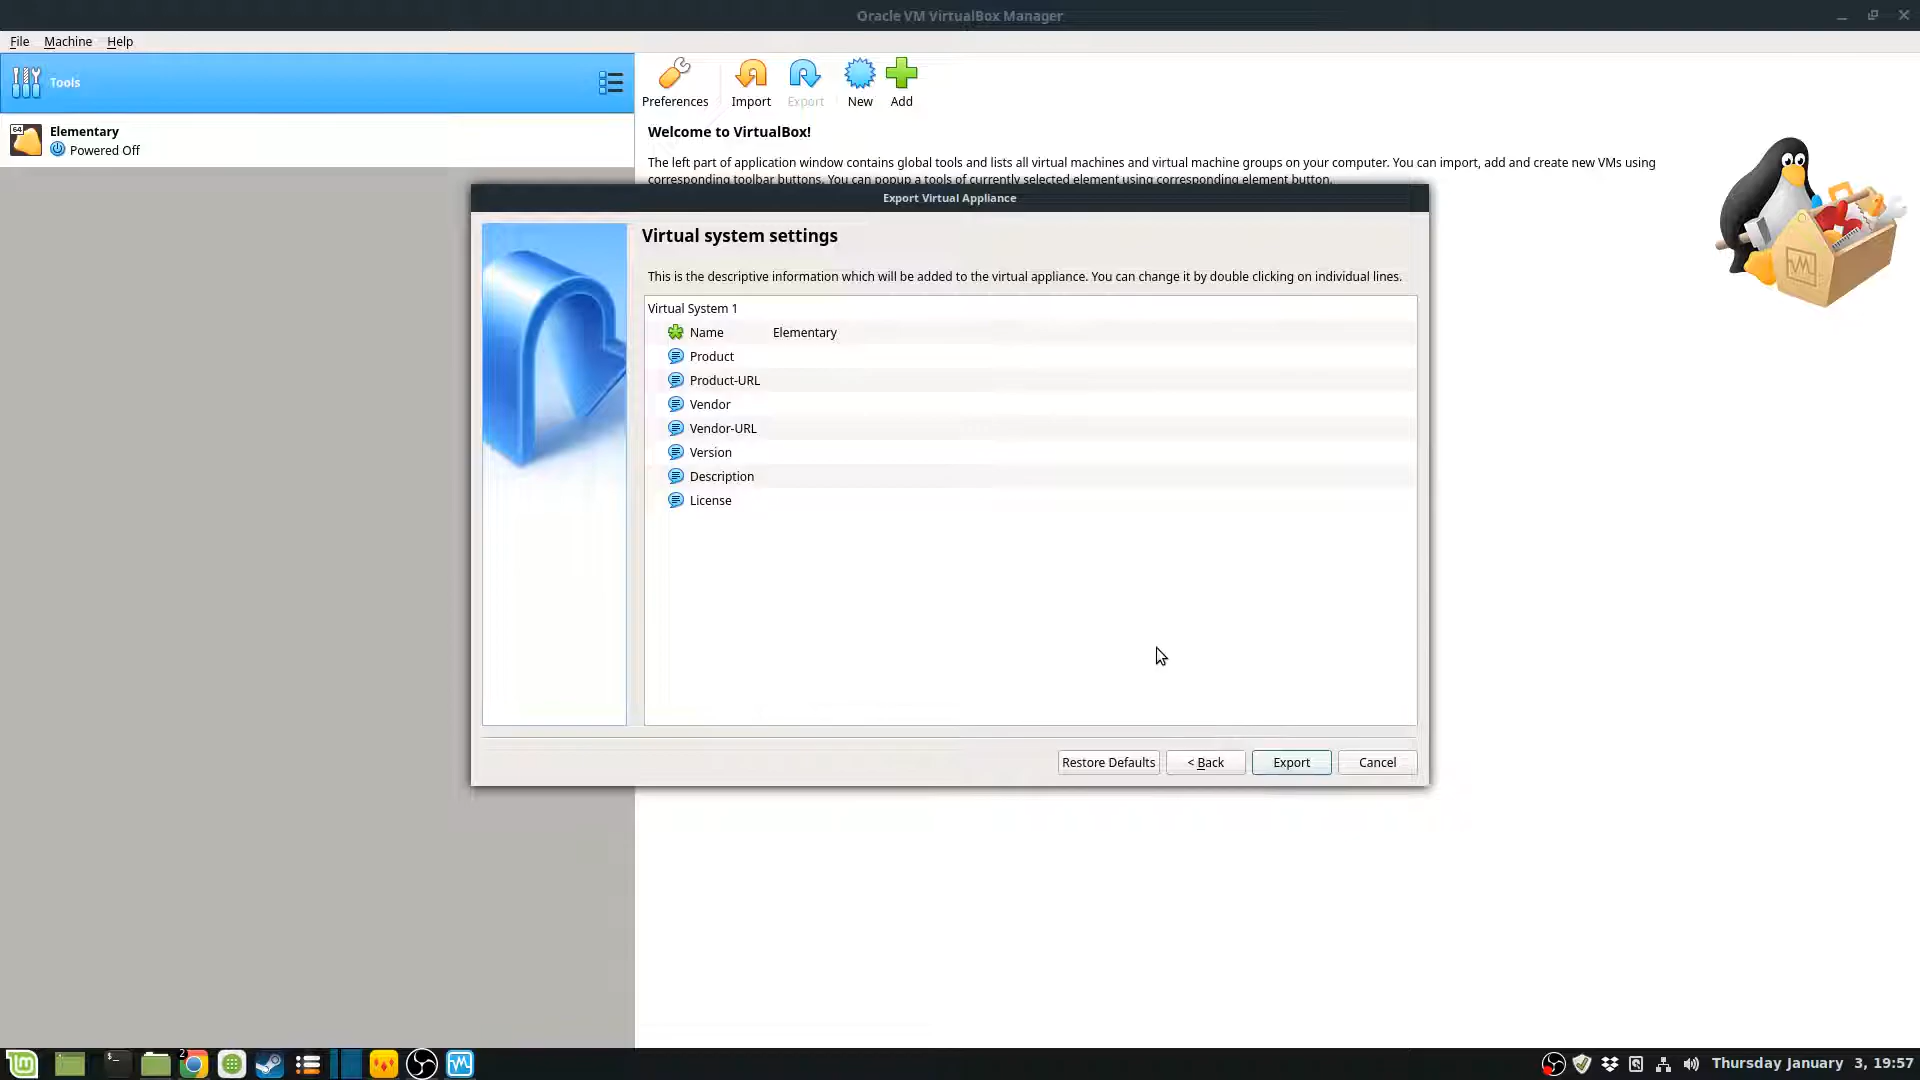 Oracle VM VirtualBox Manager
File Machine Help
Tools
Preferences Import Export New Add
64
Elementary
Powered Off
Welcome to VirtualBox!
The left part of application window contains global tools and lists all virtual machines and virtual machine groups on your computer. You can import, add and create new VMs using
corresponding toolbar buttons. You can popup a tools of currently selected element using corresponding element button.
Export Virtual Appliance
Virtual system settings
This is the descriptive information which will be added to the virtual appliance. You can change it by double clicking on individual lines.
Virtual System 1
Name Elementary
Product
Product-URL
Vendor
Vendor-URL
Version
Description
License
Restore Defaults < Back Export Cancel
2
Thursday January 3, 19:57